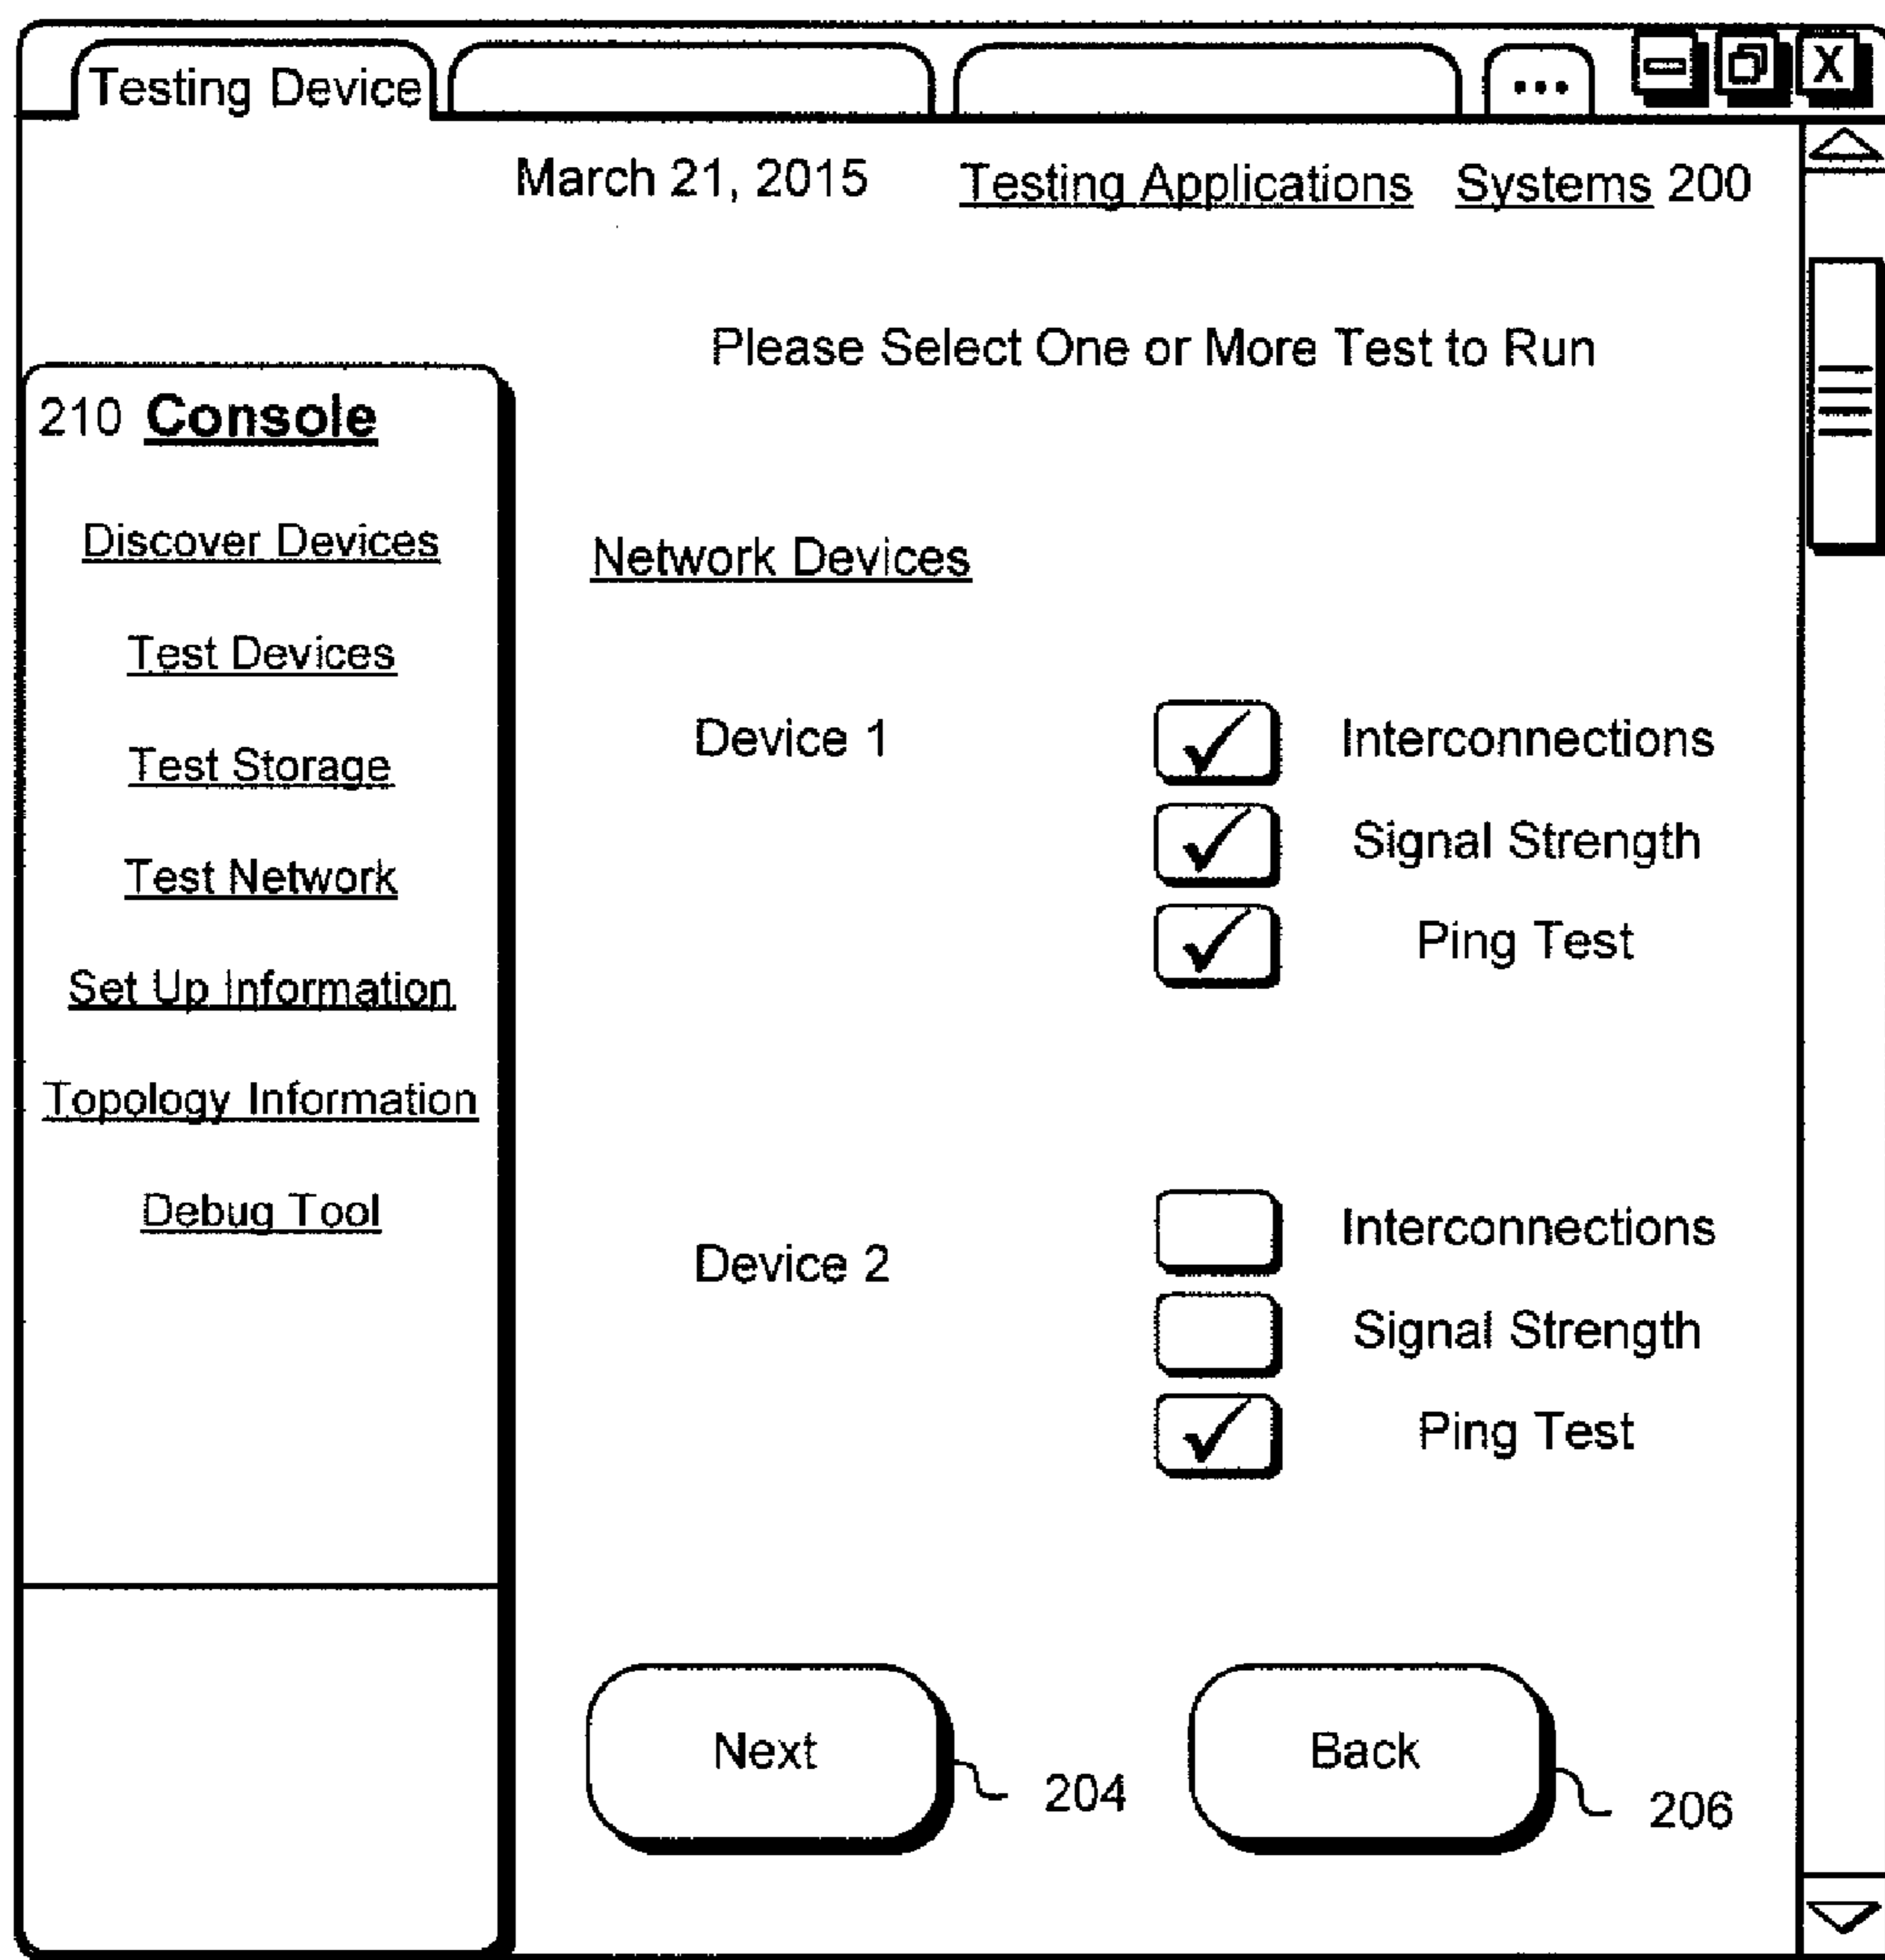 Testing Device
...
X
March 21, 2015 Testing Applications Systems 200
Please Select One or More Test to Run
210 Console
Discover Devices
Test Devices
Test Storage
Test Network
Set Up Information
Topology Information
Debug Tool
Network Devices
Device 1
Interconnections
Signal Strength
Ping Test
Device 2
Interconnections
Signal Strength
Ping Test
Next
204
Back
206